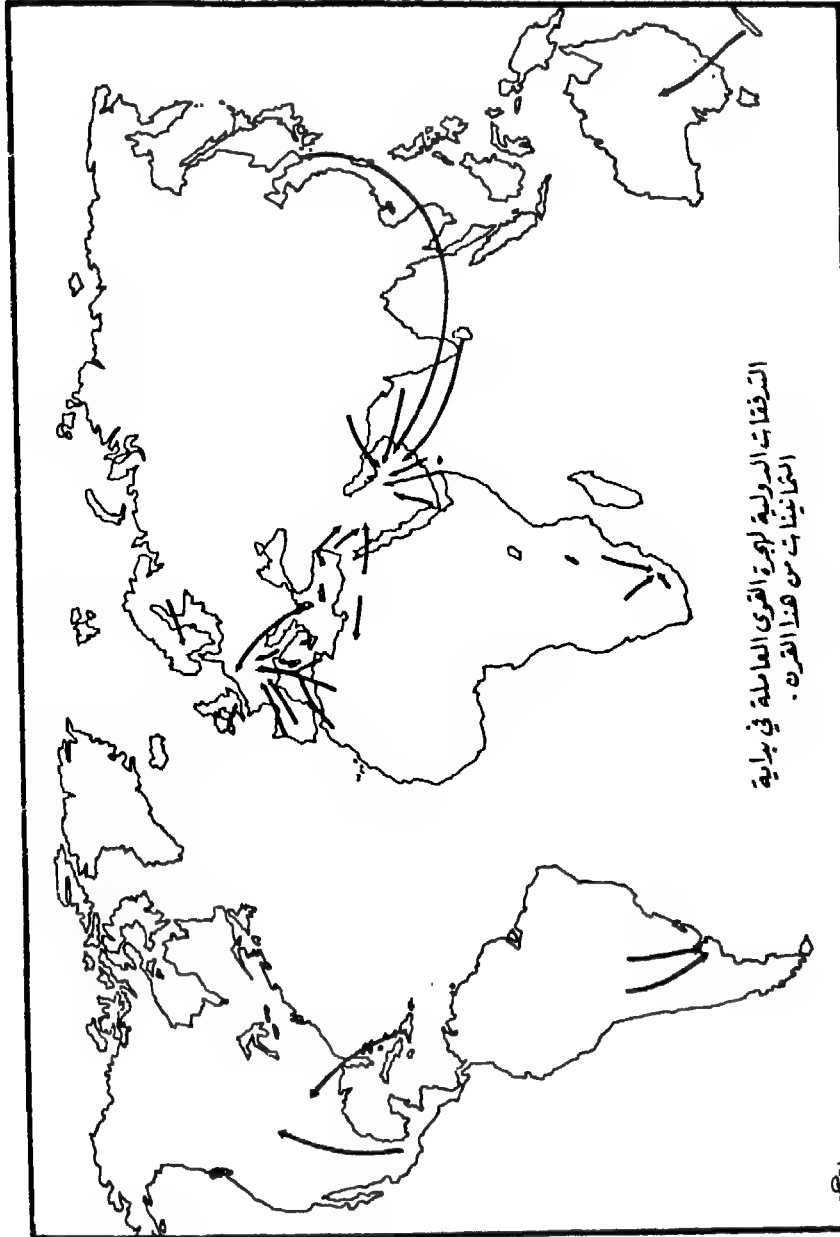 التدفقات الدولية لهجرة القوى العاملة في بداية
الثمانينات من هذا القرن .